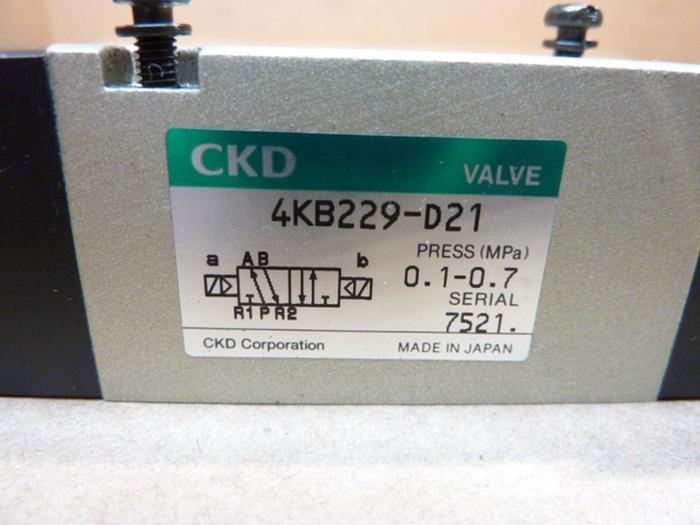 CKD VALVE
4KB229-D21
PRESS (MPa)
a AB b
0.1-0.7
R1 P R2
SERIAL
7521.
CKD Corporation MADE IN JAPAN